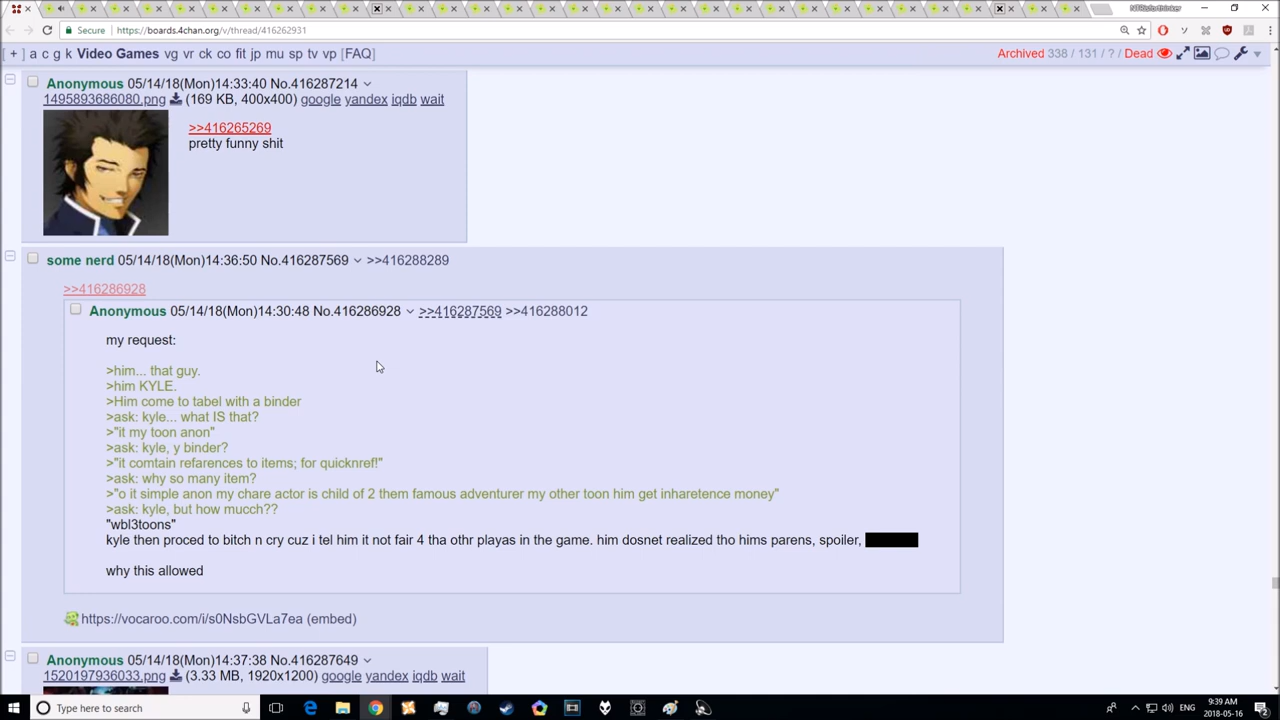 NTRisforthinker
Secure https://boards.4chan.org/v/thread/416262931
[ + ] a c g k Video Games vg vr ck co fit jp mu sp tv vp [FAQ]
Archived 338 / 131 / ? / Dead
Anonymous 05/14/18(Mon)14:33:40 No.416287214
1495893686080.png (169 KB, 400x400) google yandex iqdb wait
>>416265269
pretty funny shit
some nerd 05/14/18(Mon)14:36:50 No.416287569 >>416288289
>>416286928
Anonymous 05/14/18(Mon)14:30:48 No.416286928 >>416287569 >>416288012
my request:
>him... that guy.
>him KYLE.
>Him come to tabel with a binder
>ask: kyle... what IS that?
>"it my toon anon"
>ask: kyle, y binder?
>"it comtain refarences to items; for quicknref!"
>ask: why so many item?
>"o it simple anon my chare actor is child of 2 them famous adventurer my other toon him get inharetence money"
>ask: kyle, but how mucch??
"wbl3toons"
kyle then proced to bitch n cry cuz i tel him it not fair 4 tha othr playas in the game. him dosnet realized tho hims parens, spoiler,
why this allowed
https://vocaroo.com/i/s0NsbGVLa7ea (embed)
Anonymous 05/14/18(Mon)14:37:38 No.416287649
1520197936033.png (3.33 MB, 1920x1200) google yandex iqdb wait
Type here to search
ENG
9:39 AM
2018-05-16
2